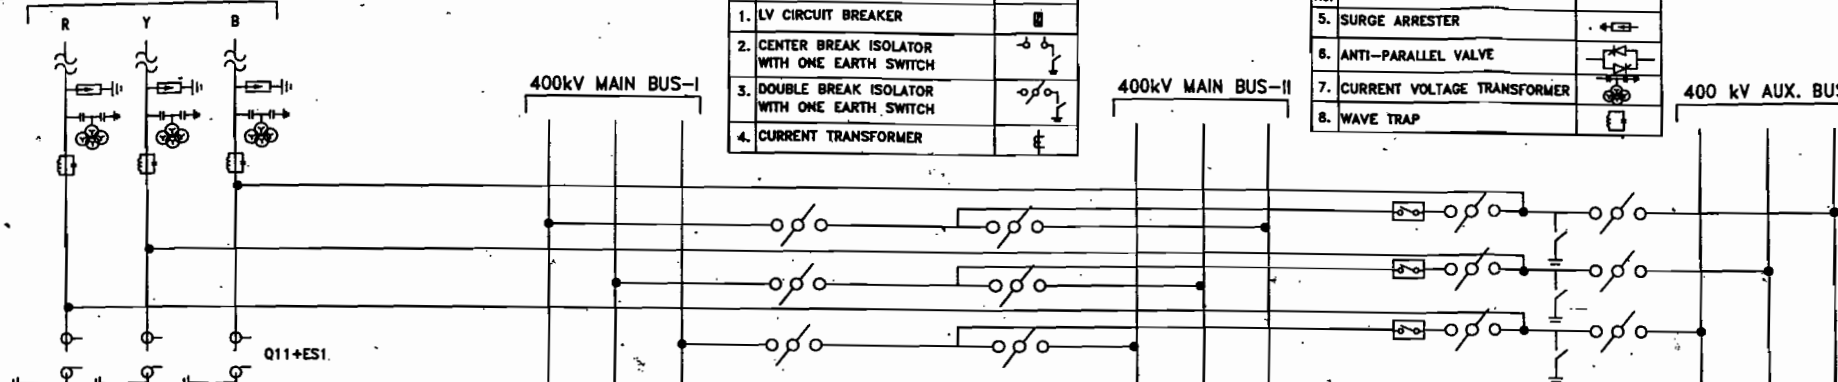 R Y B
400kV MAIN BUS-I
1. LV CIRCUIT BREAKER
2. CENTER BREAK ISOLATOR
WITH ONE EARTH SWITCH
3. DOUBLE BREAK ISOLATOR
WITH ONE EARTH SWITCH
4. CURRENT TRANSFORMER
400kV MAIN BUS-II
5. SURGE ARRESTER
6. ANTI-PARALLEL VALVE
7. CURRENT VOLTAGE TRANSFORMER
8. WAVE TRAP
400 kV AUX.
Q11+ES1